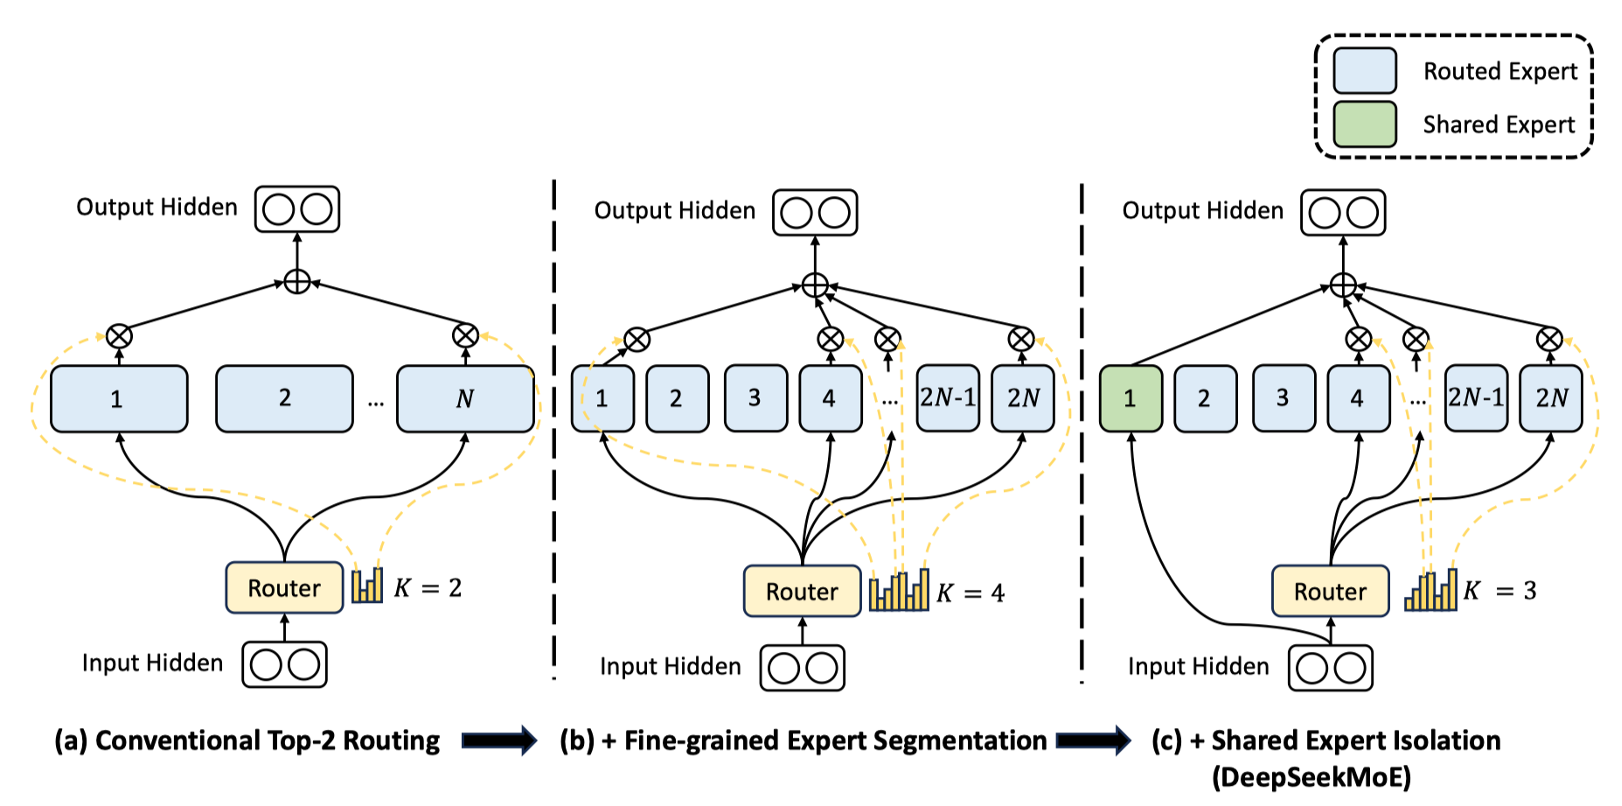 Routed Expert
Shared Expert
Output Hidden
1
2
...
N
Router
K = 2
Input Hidden
(a) Conventional Top-2 Routing
Output Hidden
1
2
3
4
...
2N-1
2N
Router
K = 4
Input Hidden
(b) + Fine-grained Expert Segmentation
Output Hidden
1
2
3
4
...
2N-1
2N
Router
K = 3
Input Hidden
(c) + Shared Expert Isolation
(DeepSeekMoE)